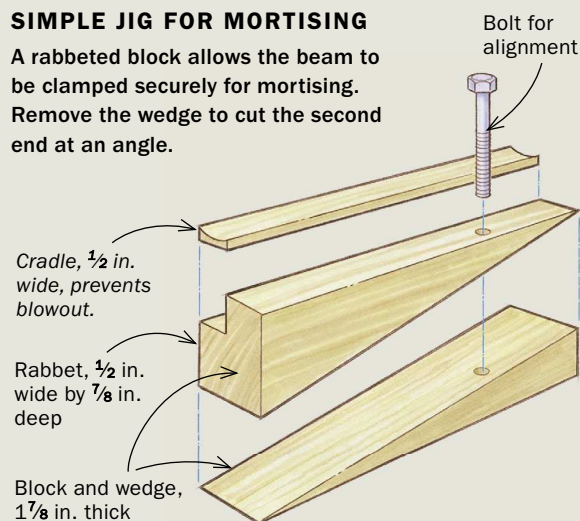 SIMPLE JIG FOR MORTISING
A rabbeted block allows the beam to
be clamped securely for mortising.
Remove the wedge to cut the second
end at an angle.
Bolt for
alignment
Cradle, ½ in.
wide, prevents
blowout.
Rabbet, ½ in.
wide by ⅞ in.
deep
Block and wedge,
1⅞ in. thick